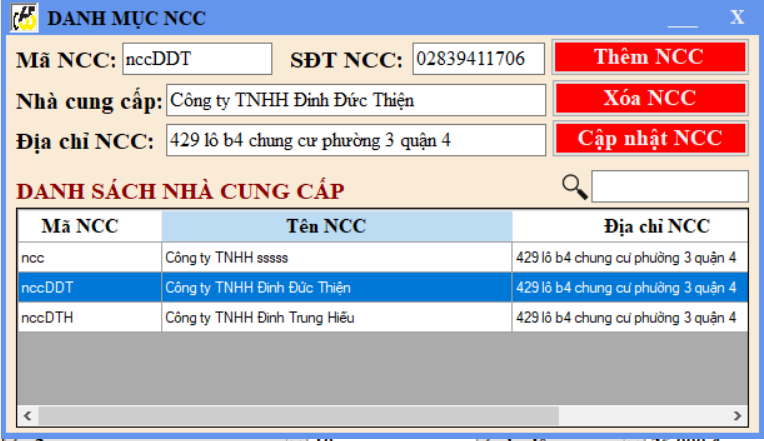 DANH MỤC NCC
X
Mã NCC: nccDDT SĐT NCC: 02839411706 Thêm NCC
Nhà cung cấp: Công ty TNHH Đinh Đức Thiện Xóa NCC
Địa chỉ NCC: 429 lô b4 chung cư phường 3 quận 4 Cập nhật NCC
DANH SÁCH NHÀ CUNG CẤP
Mã NCC Tên NCC Địa chỉ NCC
ncc Công ty TNHH sssss 429 lô b4 chung cư phường 3 quận 4
nccDDT Công ty TNHH Đinh Đức Thiện 429 lô b4 chung cư phường 3 quận 4
nccDTH Công ty TNHH Đinh Trung Hiếu 429 lô b4 chung cư phường 3 quận 4